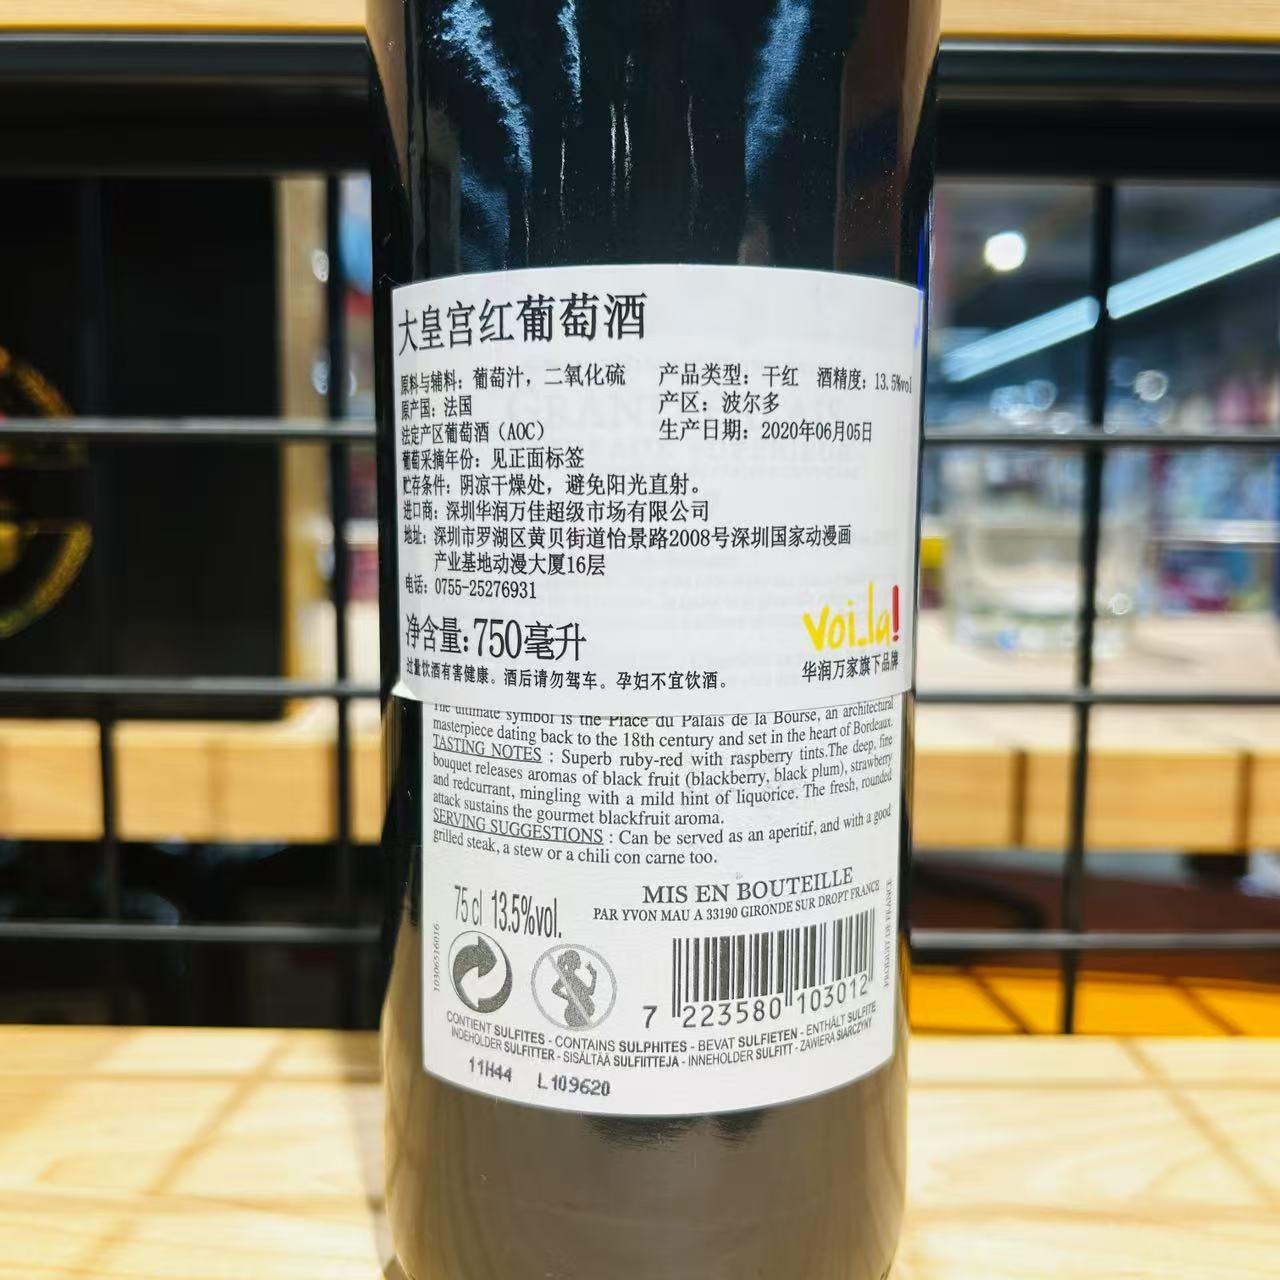 大皇宫红葡萄酒
原料与辅料：葡萄汁，二氧化硫 产品类型：干红 酒精度：13.5%vol
原产国：法国 产区：波尔多
法定产区葡萄酒（AOC） 生产日期：2020年06月05日
葡萄采摘年份：见正面标签
贮存条件：阴凉干燥处，避免阳光直射。
进口商：深圳华润万佳超级市场有限公司
地址：深圳市罗湖区黄贝街道怡景路2008号深圳国家动漫画
产业基地动漫大厦16层
电话：0755-25276931
净含量：750毫升
过量饮酒有害健康。酒后请勿驾车。孕妇不宜饮酒。
voi_la!
华润万家旗下品牌
The ultimate symbol is the Place du Palais de la Bourse, an architectural
masterpiece dating back to the 18th century and set in the heart of Bordeaux.
TASTING NOTES : Superb ruby-red with raspberry tints.The deep, fine
bouquet releases aromas of black fruit (blackberry, black plum), strawberry
and redcurrant, mingling with a mild hint of liquorice. The fresh, rounded
attack sustains the gourmet blackfruit aroma.
SERVING SUGGESTIONS : Can be served as an aperitif, and with a good
grilled steak, a stew or a chili con carne too.
75 cl 13.5%vol.
MIS EN BOUTEILLE
PAR YVON MAU A 33190 GIRONDE SUR DROPT FRANCE
PRODUIT DE FRANCE
7 223580 103012
CONTIENT SULFITES - CONTAINS SULPHITES - BEVAT SULFIETEN - ENTHÄLT SULFITE
INDEHOLDER SULFITTER - SISÄLTÄÄ SULFIITTEJA - INNEHOLDER SULFITT - ZAWIERA SIARCZYNY
11H44 L109620